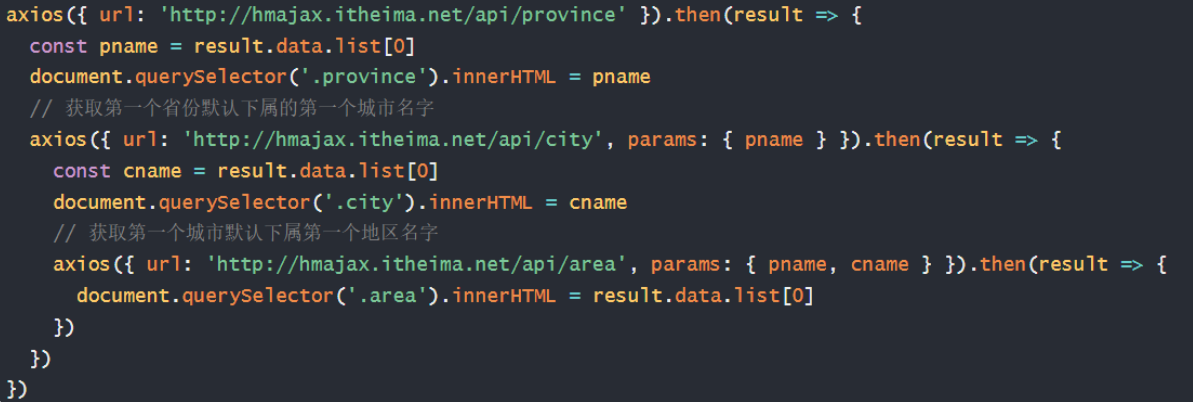 axios({ url: 'http://hmajax.itheima.net/api/province' }).then(result => {
  const pname = result.data.list[0]
  document.querySelector('.province').innerHTML = pname
  // 获取第一个省份默认下属的第一个城市名字
  axios({ url: 'http://hmajax.itheima.net/api/city', params: { pname } }).then(result => {
    const cname = result.data.list[0]
    document.querySelector('.city').innerHTML = cname
    // 获取第一个城市默认下属第一个地区名字
    axios({ url: 'http://hmajax.itheima.net/api/area', params: { pname, cname } }).then(result => {
      document.querySelector('.area').innerHTML = result.data.list[0]
    })
  })
})